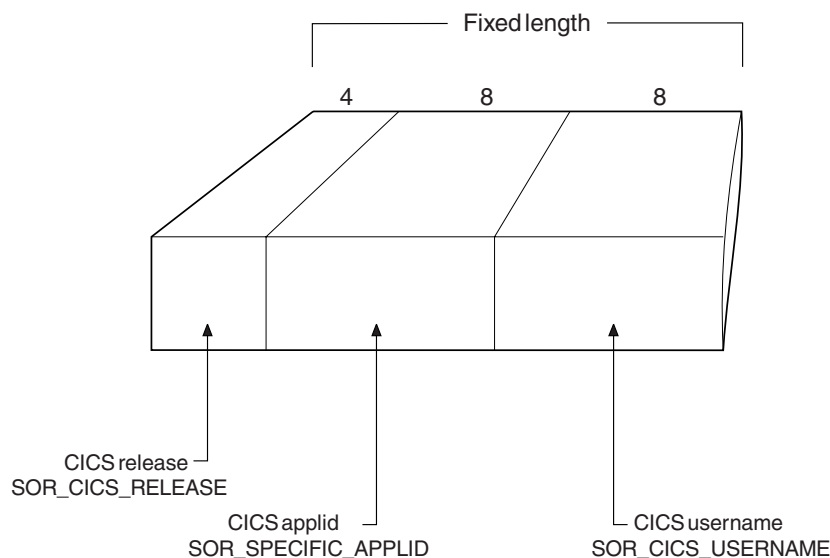 Fixed length
4 8 8
CICS release
SOR_CICS_RELEASE
CICS applid
SOR_SPECIFIC_APPLID
CICS username
SOR_CICS_USERNAME